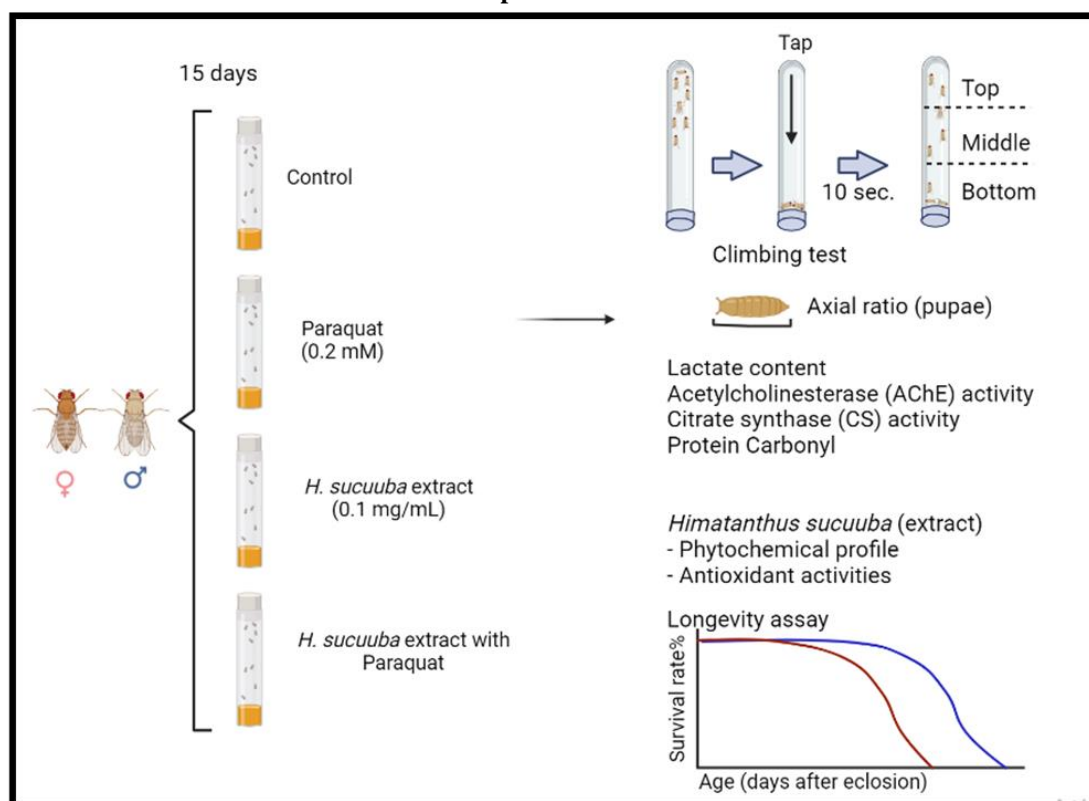 15 days
Control
Paraquat
(0.2 mM)
H. sucuuba extract
(0.1 mg/mL)
H. sucuuba extract with
Paraquat
♀ ♂
Tap
10 sec.
Top
Middle
Bottom
Climbing test
Axial ratio (pupae)
Lactate content
Acetylcholinesterase (AChE) activity
Citrate synthase (CS) activity
Protein Carbonyl
Himatanthus sucuuba (extract)
- Phytochemical profile
- Antioxidant activities
Longevity assay
Survival rate%
Age (days after eclosion)